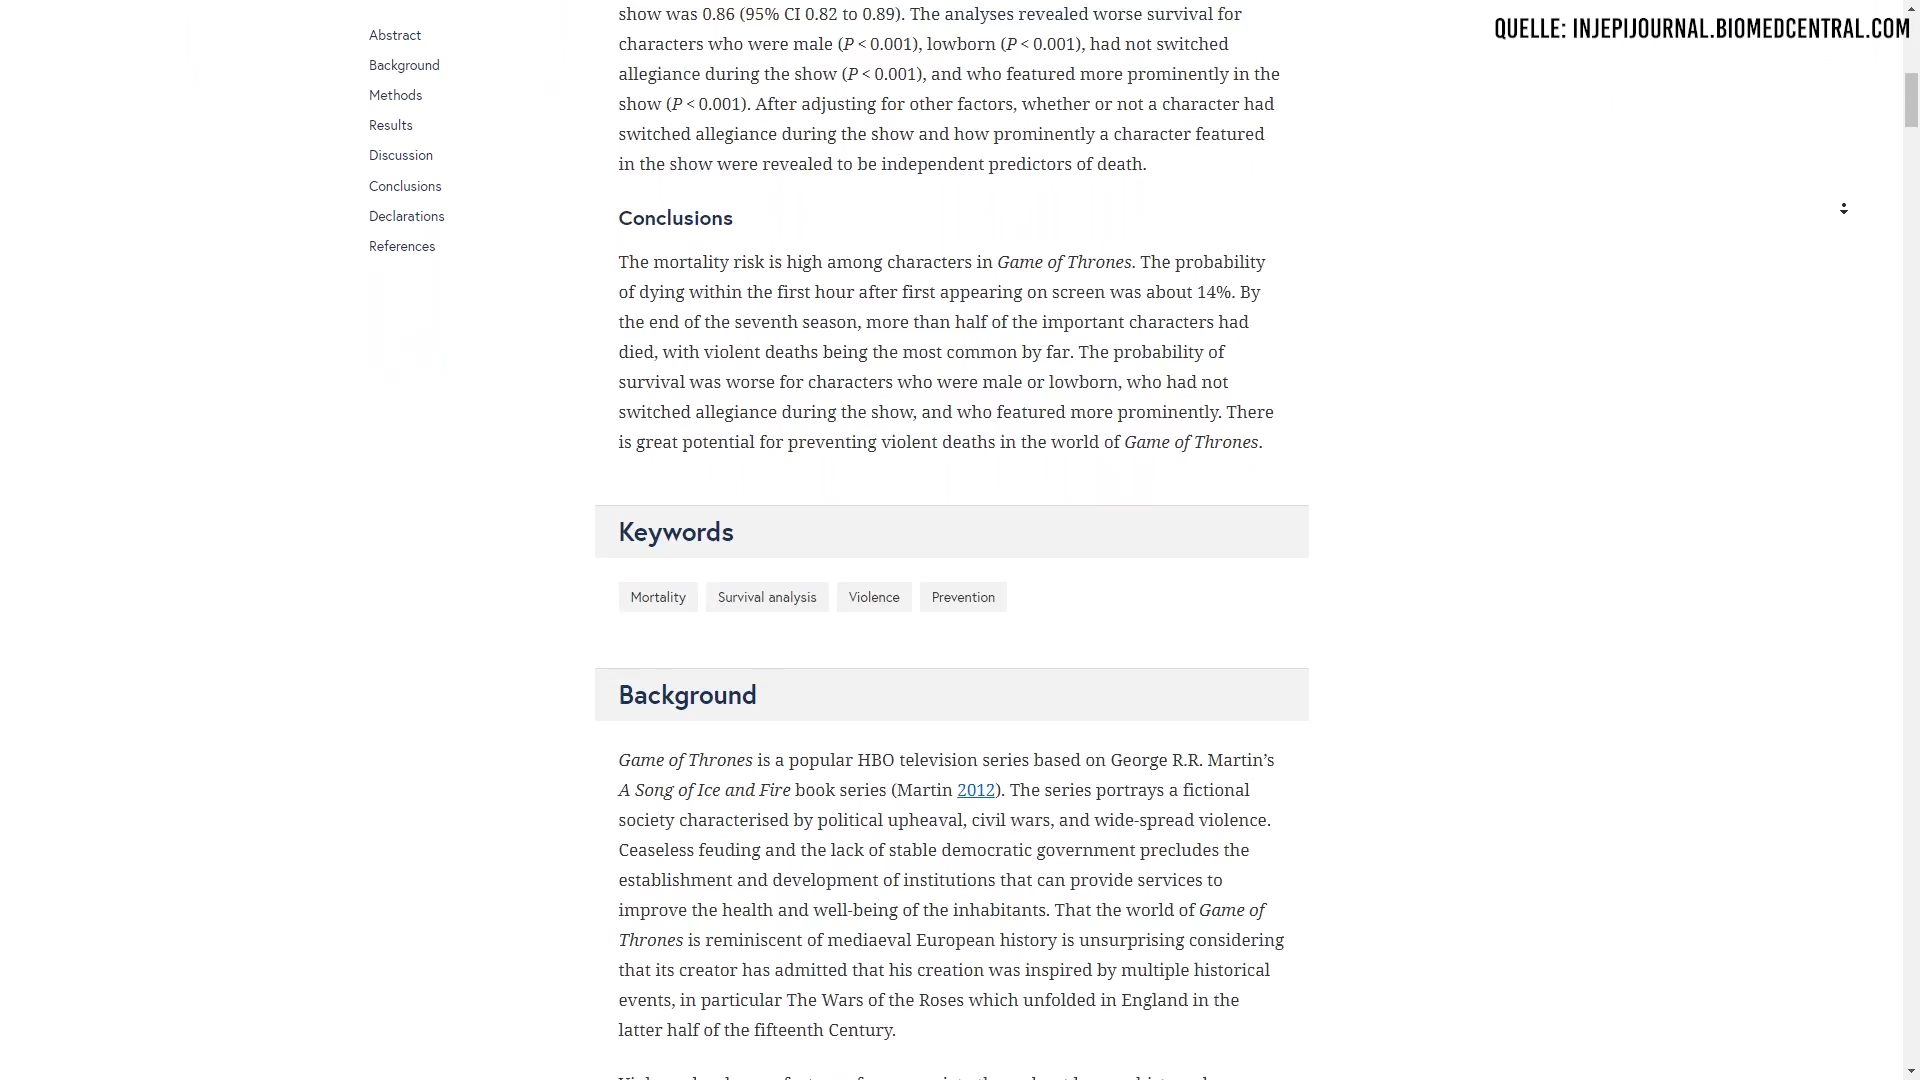 QUELLE: INJEPIJOURNAL.BIOMEDCENTRAL.COM
Abstract
Background
Methods
Results
Discussion
Conclusions
Declarations
References
show was 0.86 (95% CI 0.82 to 0.89). The analyses revealed worse survival for
characters who were male (P < 0.001), lowborn (P < 0.001), had not switched
allegiance during the show (P < 0.001), and who featured more prominently in the
show (P < 0.001). After adjusting for other factors, whether or not a character had
switched allegiance during the show and how prominently a character featured
in the show were revealed to be independent predictors of death.
Conclusions
The mortality risk is high among characters in Game of Thrones. The probability
of dying within the first hour after first appearing on screen was about 14%. By
the end of the seventh season, more than half of the important characters had
died, with violent deaths being the most common by far. The probability of
survival was worse for characters who were male or lowborn, who had not
switched allegiance during the show, and who featured more prominently. There
is great potential for preventing violent deaths in the world of Game of Thrones.
Keywords
Mortality Survival analysis Violence Prevention
Background
Game of Thrones is a popular HBO television series based on George R.R. Martin’s
A Song of Ice and Fire book series (Martin 2012). The series portrays a fictional
society characterised by political upheaval, civil wars, and wide-spread violence.
Ceaseless feuding and the lack of stable democratic government precludes the
establishment and development of institutions that can provide services to
improve the health and well-being of the inhabitants. That the world of Game of
Thrones is reminiscent of mediaeval European history is unsurprising considering
that its creator has admitted that his creation was inspired by multiple historical
events, in particular The Wars of the Roses which unfolded in England in the
latter half of the fifteenth Century.